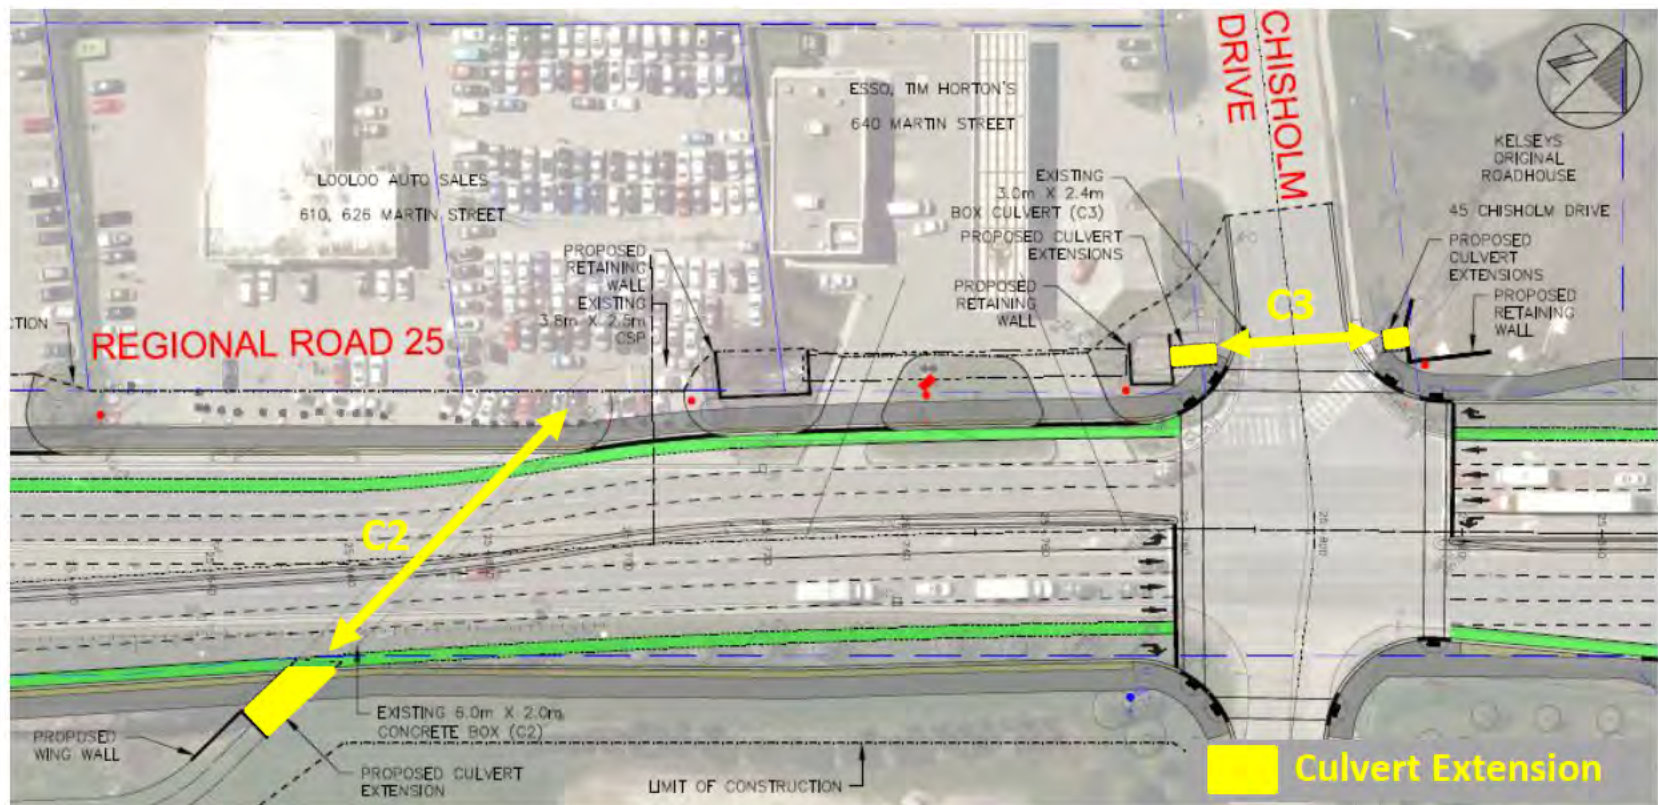 CHISHOLM
DRIVE
ESSO, TIM HORTON'S
640 MARTIN STREET
KELSEYS
ORIGINAL
ROADHOUSE
45 CHISHOLM DRIVE
LOOLOO AUTO SALES
610, 626 MARTIN STREET
EXISTING
3.0m X 2.4m
BOX CULVERT (C3)
PROPOSED CULVERT
EXTENSIONS
PROPOSED
RETAINING
WALL
PROPOSED
CULVERT
EXTENSIONS
PROPOSED
RETAINING
WALL
PROPOSED
RETAINING
WALL
EXISTING
3.8m X 2.5m
CSP
CTION
REGIONAL ROAD 25
C3
C2
EXISTING 6.0m X 2.0m
CONCRETE BOX (C2)
PROPOSED
WING WALL
PROPOSED CULVERT
EXTENSION
LIMIT OF CONSTRUCTION
Culvert Extension